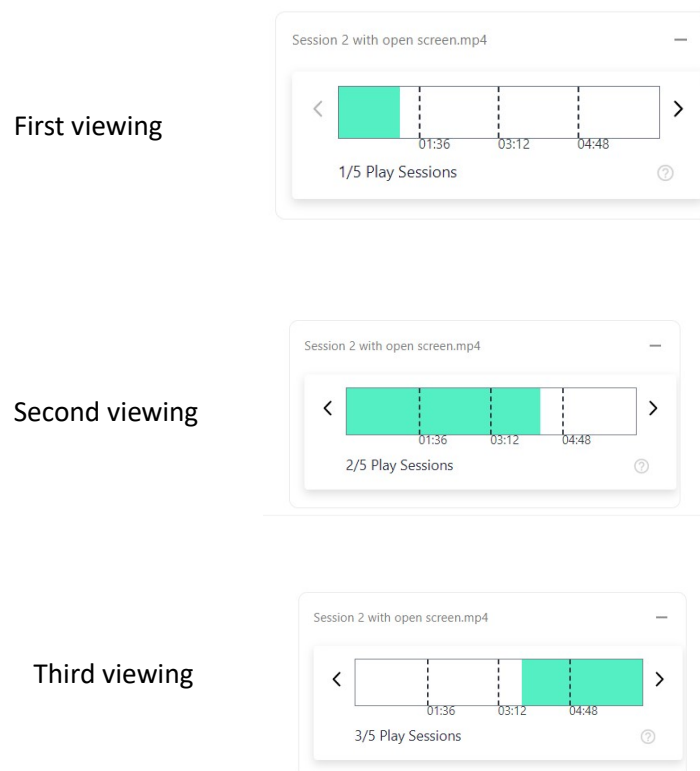 First viewing
Session 2 with open screen.mp4
01:36 03:12 04:48
1/5 Play Sessions
Second viewing
Session 2 with open screen.mp4
01:36 03:12 04:48
2/5 Play Sessions
Third viewing
Session 2 with open screen.mp4
01:36 03:12 04:48
3/5 Play Sessions